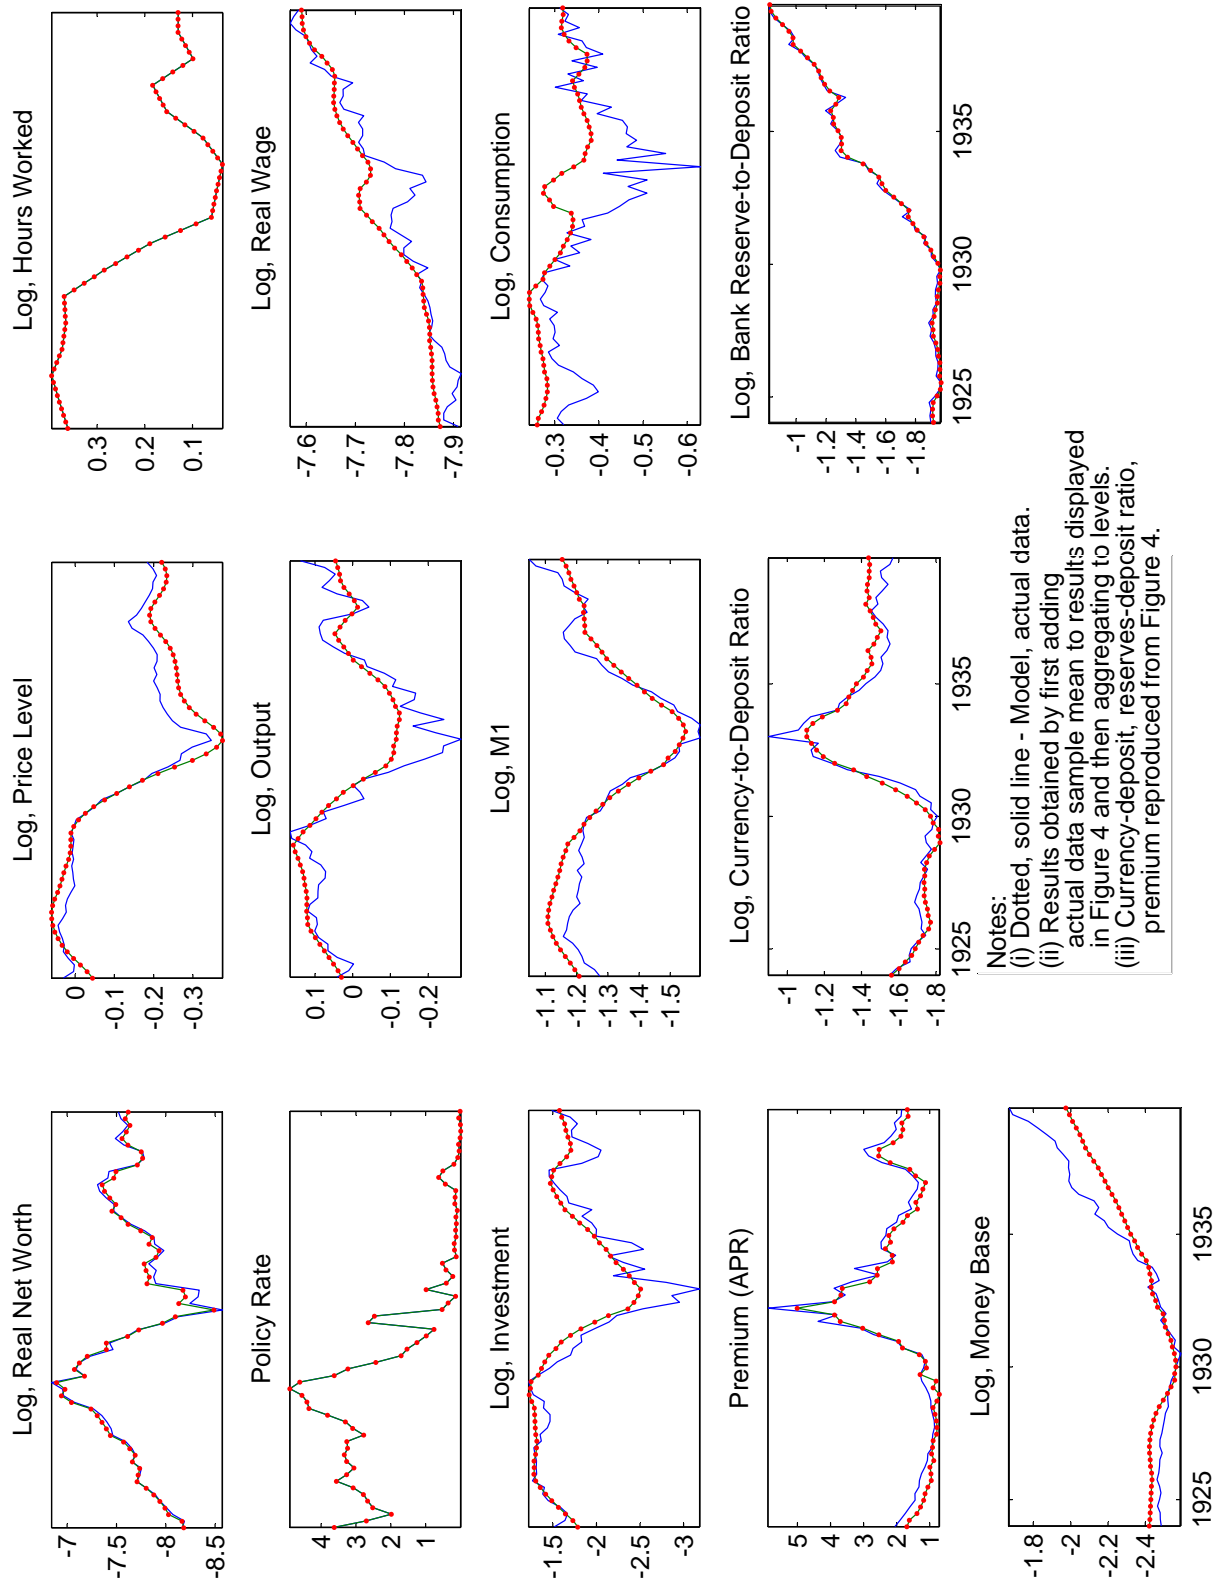 Log, Real Net Worth
-7
-7.5
-8
-8.5
Log, Price Level
0
-0.1
-0.2
-0.3
Log, Hours Worked
0.3
0.2
0.1
Policy Rate
4
3
2
1
Log, Output
0.1
0
-0.1
-0.2
Log, Real Wage
-7.6
-7.7
-7.8
-7.9
Log, Investment
-1.5
-2
-2.5
-3
Log, M1
-1.1
-1.2
-1.3
-1.4
-1.5
Log, Consumption
-0.3
-0.4
-0.5
-0.6
Premium (APR)
5
4
3
2
1
Log, Currency-to-Deposit Ratio
-1
-1.2
-1.4
-1.6
-1.8
1925 1930 1935
Log, Bank Reserve-to-Deposit Ratio
-1
-1.2
-1.4
-1.6
-1.8
1925 1930 1935
Log, Money Base
-1.8
-2
-2.2
-2.4
1925 1930 1935
Notes:
(i) Dotted, solid line - Model, actual data.
(ii) Results obtained by first adding
actual data sample mean to results displayed
in Figure 4 and then aggregating to levels.
(iii) Currency-deposit, reserves-deposit ratio,
premium reproduced from Figure 4.